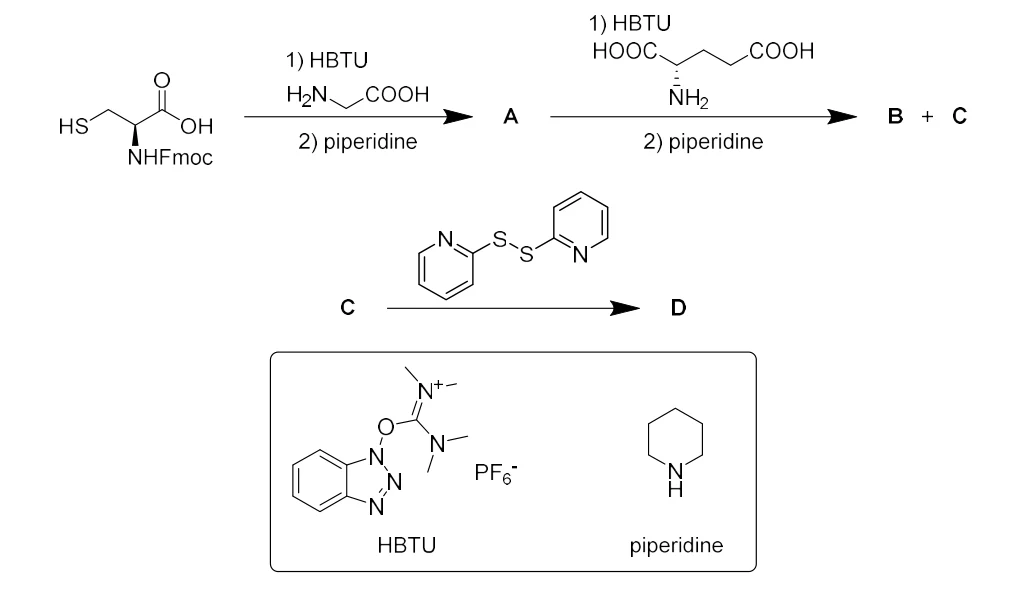 1) HBTU
HOOC COOH
NH2
1) HBTU
H2N COOH
2) piperidine
2) piperidine
O
HS OH
NHFmoc
A
B + C
N S S N
C
D
N+
O
N
N
N
N
PF6-
HBTU
N
H
piperidine